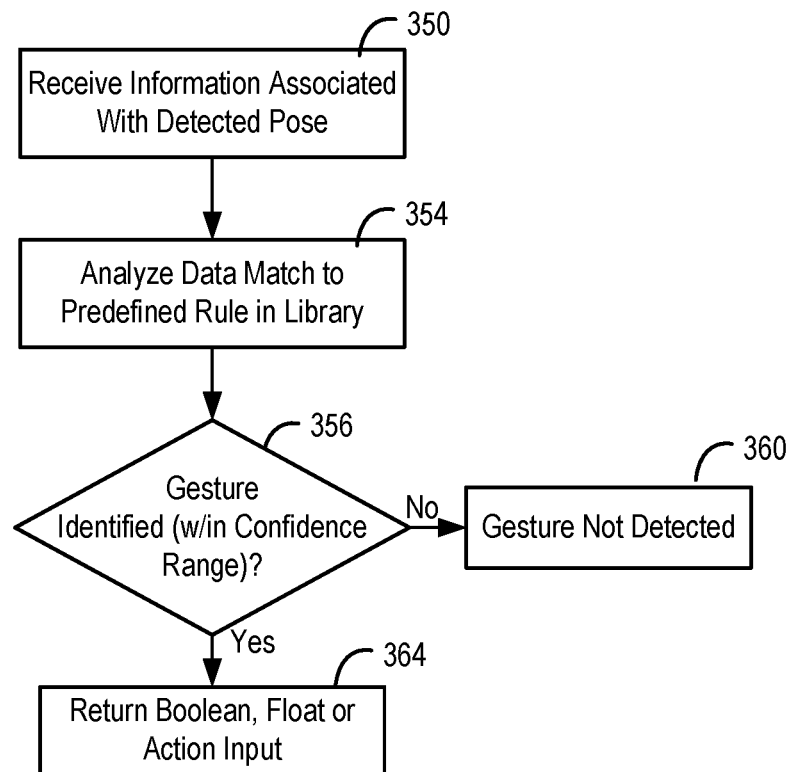 350
Receive Information Associated
With Detected Pose
354
Analyze Data Match to
Predefined Rule in Library
356
Gesture
Identified (w/in Confidence
Range)?
No
360
Gesture Not Detected
Yes
364
Return Boolean, Float or
Action Input